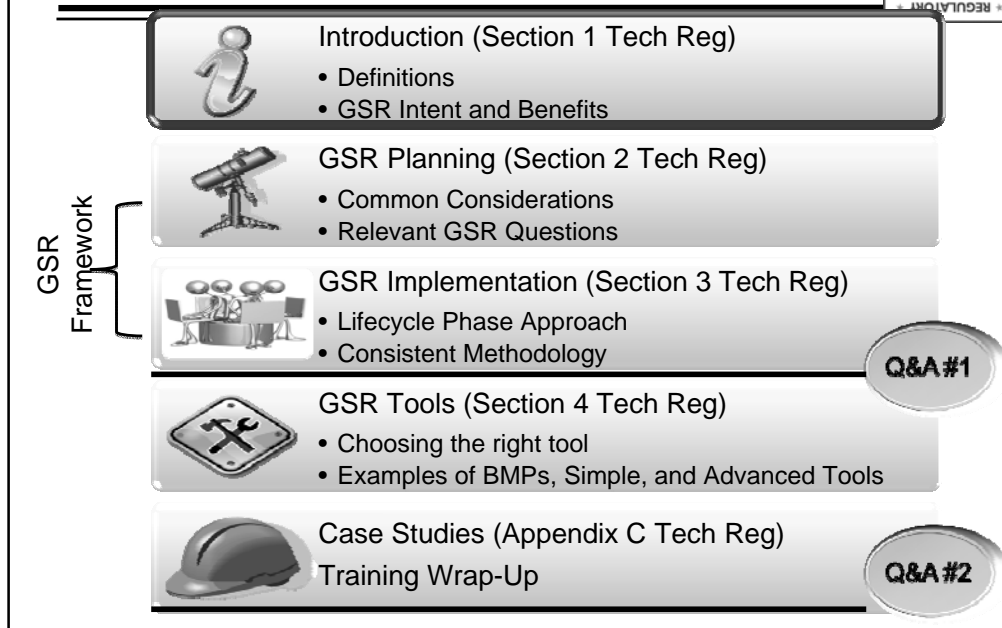 * REGULATORY *
Introduction (Section 1 Tech Reg)
• Definitions
• GSR Intent and Benefits
GSR Planning (Section 2 Tech Reg)
• Common Considerations
• Relevant GSR Questions
GSR
Framework
GSR Implementation (Section 3 Tech Reg)
• Lifecycle Phase Approach
• Consistent Methodology
Q&A #1
GSR Tools (Section 4 Tech Reg)
• Choosing the right tool
• Examples of BMPs, Simple, and Advanced Tools
Case Studies (Appendix C Tech Reg)
Training Wrap-Up
Q&A #2